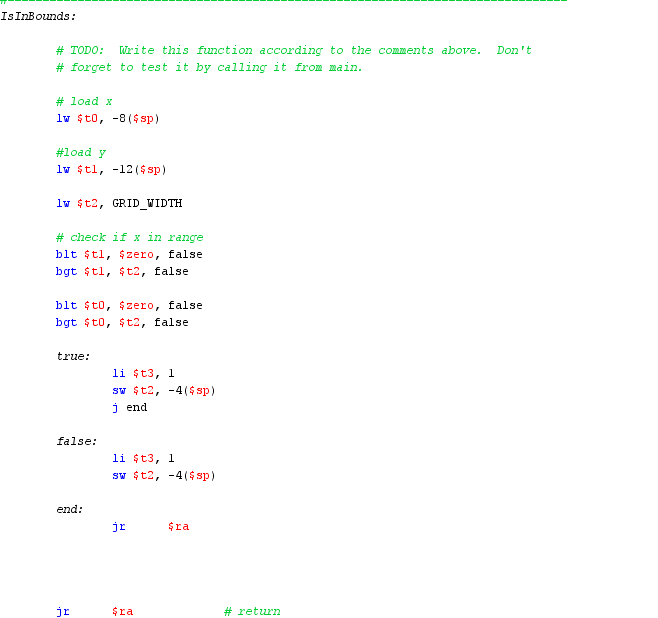 #================================================================================
IsInBounds:
# TODO:  Write this function according to the comments above.  Don't
# forget to test it by calling it from main.
# load x
lw $t0, -8($sp)
#load y
lw $t1, -12($sp)
lw $t2, GRID_WIDTH
# check if x in range
blt $t1, $zero, false
bgt $t1, $t2, false
blt $t0, $zero, false
bgt $t0, $t2, false
true:
li $t3, 1
sw $t2, -4($sp)
j end
false:
li $t3, 1
sw $t2, -4($sp)
end:
jr $ra
jr $ra # return